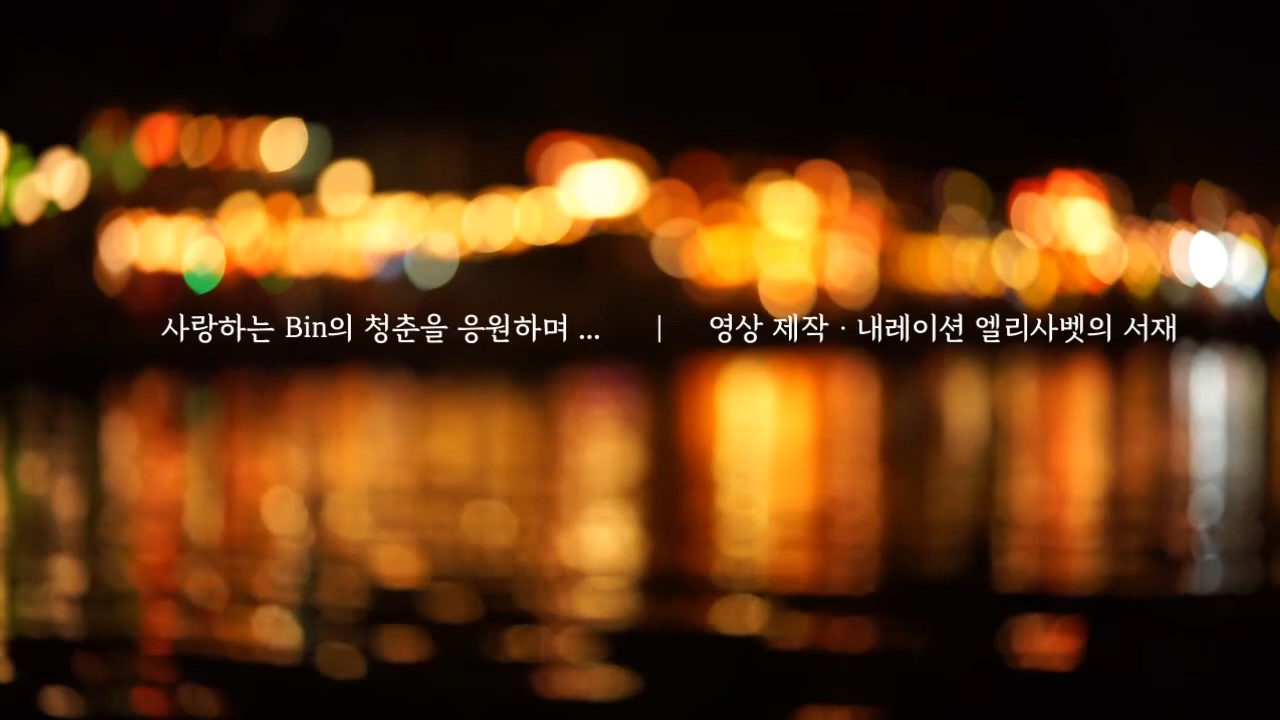 사랑하는 Bin의 청춘을 응원하며 ... | 영상 제작 · 내레이션 엘리사벳의 서재